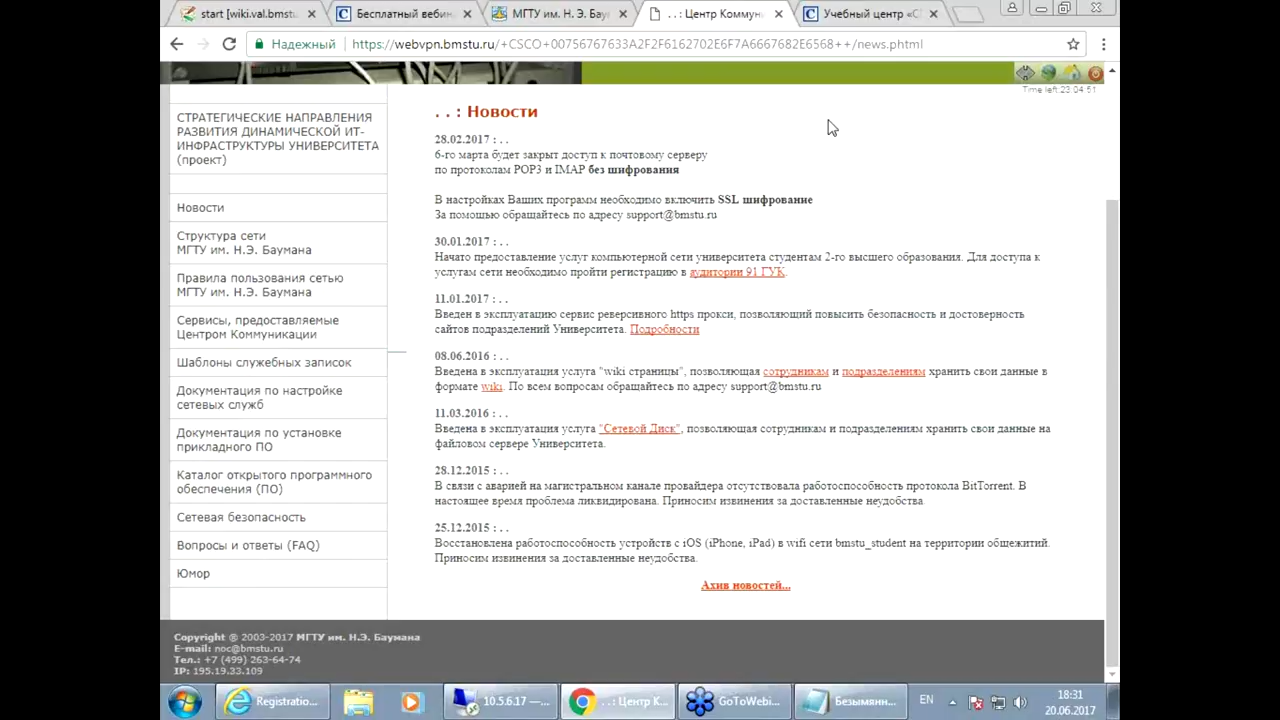 start [wiki.val.bmstu
Бесплатный вебин
МГТУ им. Н. Э. Бау
. . : Центр Коммун
Учебный центр «С
Надежный
https://webvpn.bmstu.ru/+CSCO+00756767633A2F2F6162702E6F7A6667682E6568++/news.phtml
Time left 23:04:51
СТРАТЕГИЧЕСКИЕ НАПРАВЛЕНИЯ
РАЗВИТИЯ ДИНАМИЧЕСКОЙ ИТ-
ИНФРАСТРУКТУРЫ УНИВЕРСИТЕТА
(проект)
Новости
Структура сети
МГТУ им. Н.Э. Баумана
Правила пользования сетью
МГТУ им. Н.Э. Баумана
Сервисы, предоставляемые
Центром Коммуникации
Шаблоны служебных записок
Документация по настройке
сетевых служб
Документация по установке
прикладного ПО
Каталог открытого программного
обеспечения (ПО)
Сетевая безопасность
Вопросы и ответы (FAQ)
Юмор
. . : Новости
28.02.2017 : . .
6-го марта будет закрыт доступ к почтовому серверу
по протоколам POP3 и IMAP без шифрования
В настройках Ваших программ необходимо включить SSL шифрование
За помощью обращайтесь по адресу support@bmstu.ru
30.01.2017 : . .
Начато предоставление услуг компьютерной сети университета студентам 2-го высшего образования. Для доступа к
услугам сети необходимо пройти регистрацию в аудитории 91 ГУК.
11.01.2017 : . .
Введен в эксплуатацию сервис реверсивного https прокси, позволяющий повысить безопасность и достоверность
сайтов подразделений Университета. Подробности
08.06.2016 : . .
Введена в эксплуатация услуга "wiki страницы", позволяющая сотрудникам и подразделениям хранить свои данные в
формате wiki. По всем вопросам обращайтесь по адресу support@bmstu.ru
11.03.2016 : . .
Введена в эксплуатация услуга "Сетевой Диск", позволяющая сотрудникам и подразделениям хранить свои данные на
файловом сервере Университета.
28.12.2015 : . .
В связи с аварией на магистральном канале провайдера отсутствовала работоспособность протокола BitTorrent. В
настоящее время проблема ликвидирована. Приносим извинения за доставленные неудобства.
25.12.2015 : . .
Восстановлена работоспособность устройств с iOS (iPhone, iPad) в wifi сети bmstu_student на территории общежитий.
Приносим извинения за доставленные неудобства.
Ахив новостей...
Copyright ® 2003-2017 МГТУ им. Н.Э. Баумана
E-mail: noc@bmstu.ru
Тел.: +7 (499) 263-64-74
IP: 195.19.33.109
Registratio...
10.5.6.17 —...
. . : Центр К...
GoToWebi...
Безымянн...
EN
18:31
20.06.2017